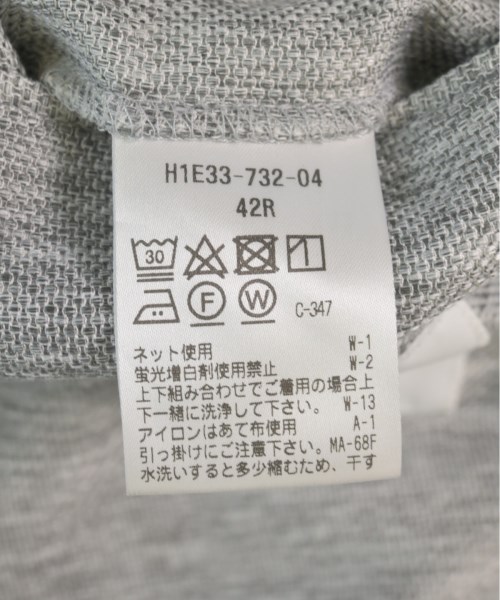 H1E33-732-04
42R
30
F W C-347
ネット使用 W-1
蛍光増白剤使用禁止 W-2
上下組み合わせでご着用の場合上
下一緒に洗浄して下さい。 W-13
アイロンはあて布使用 A-1
引っ掛けにご注意下さい。 MA-68F
水洗いすると多少縮むため、干す